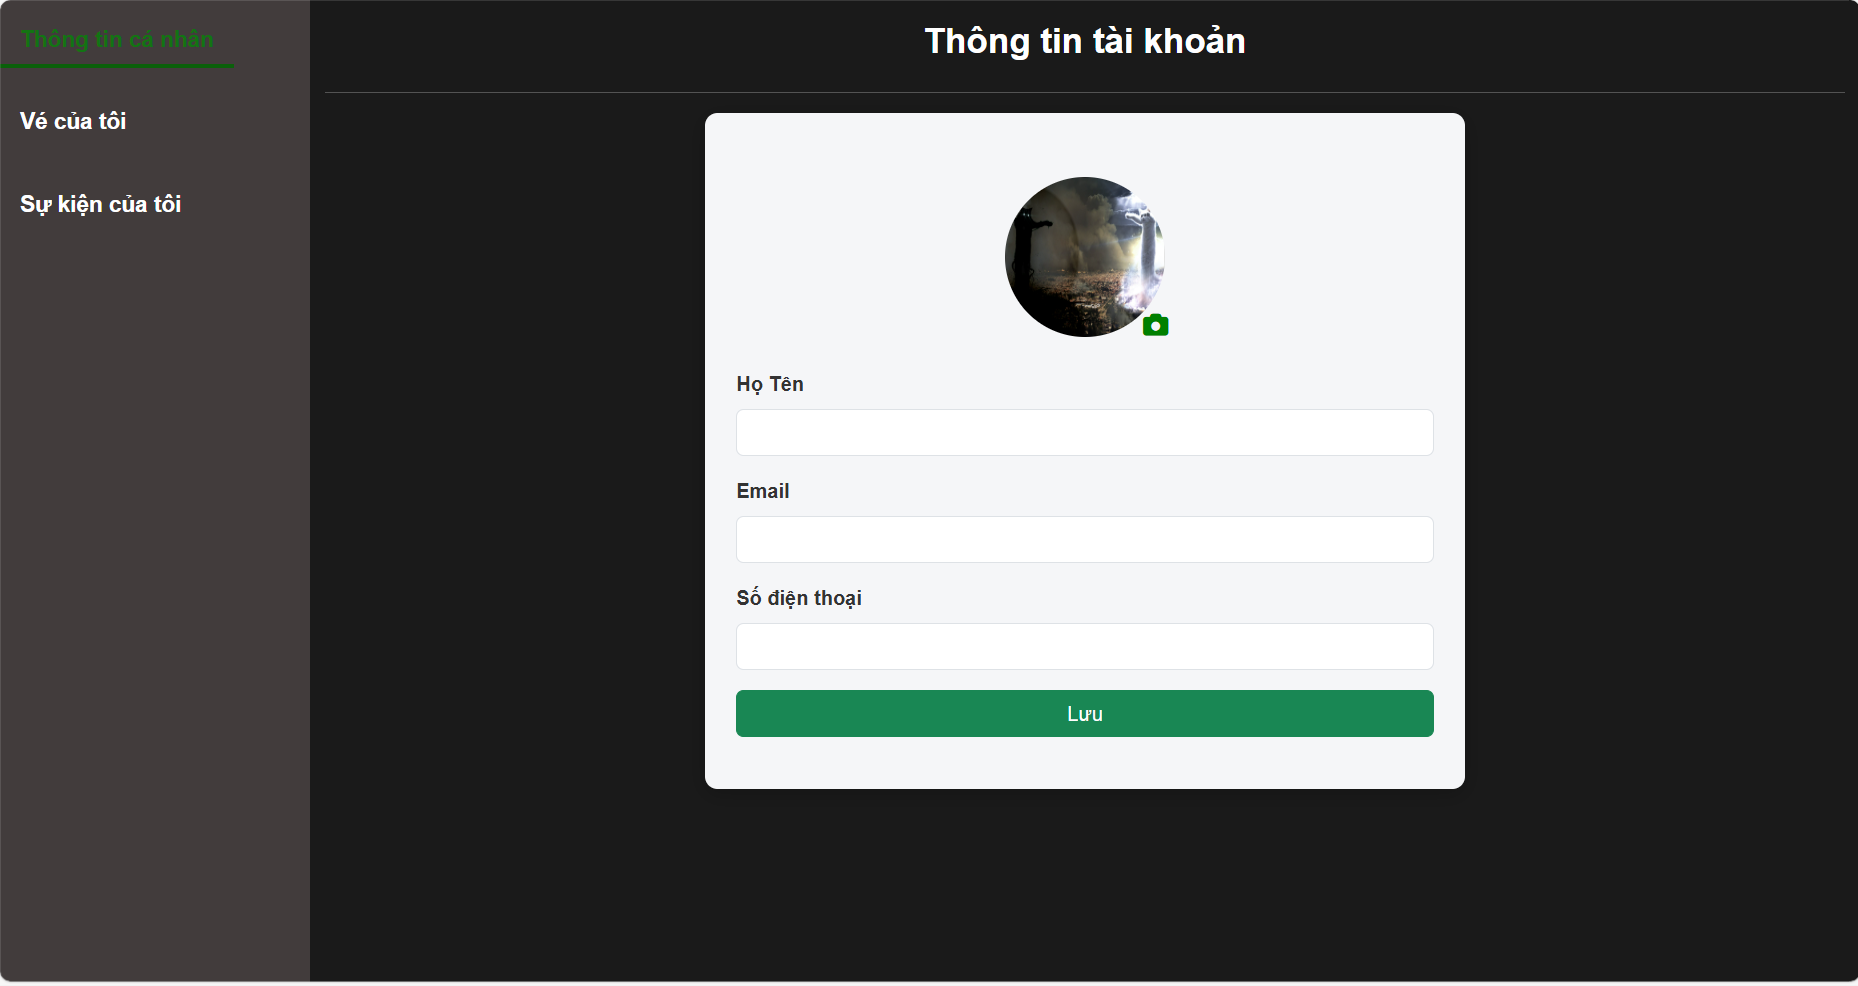 Thông tin cá nhân
Vé của tôi
Sự kiện của tôi
Thông tin tài khoản
Họ Tên
Email
Số điện thoại
Lưu